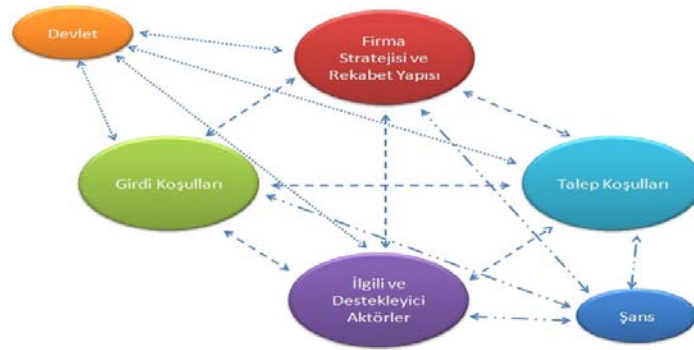 Devlet
Firma
Stratejisi ve
Rekabet Yapısı
Girdi Koşulları
Talep Koşulları
İlgili ve
Destekleyici
Aktörler
Şans